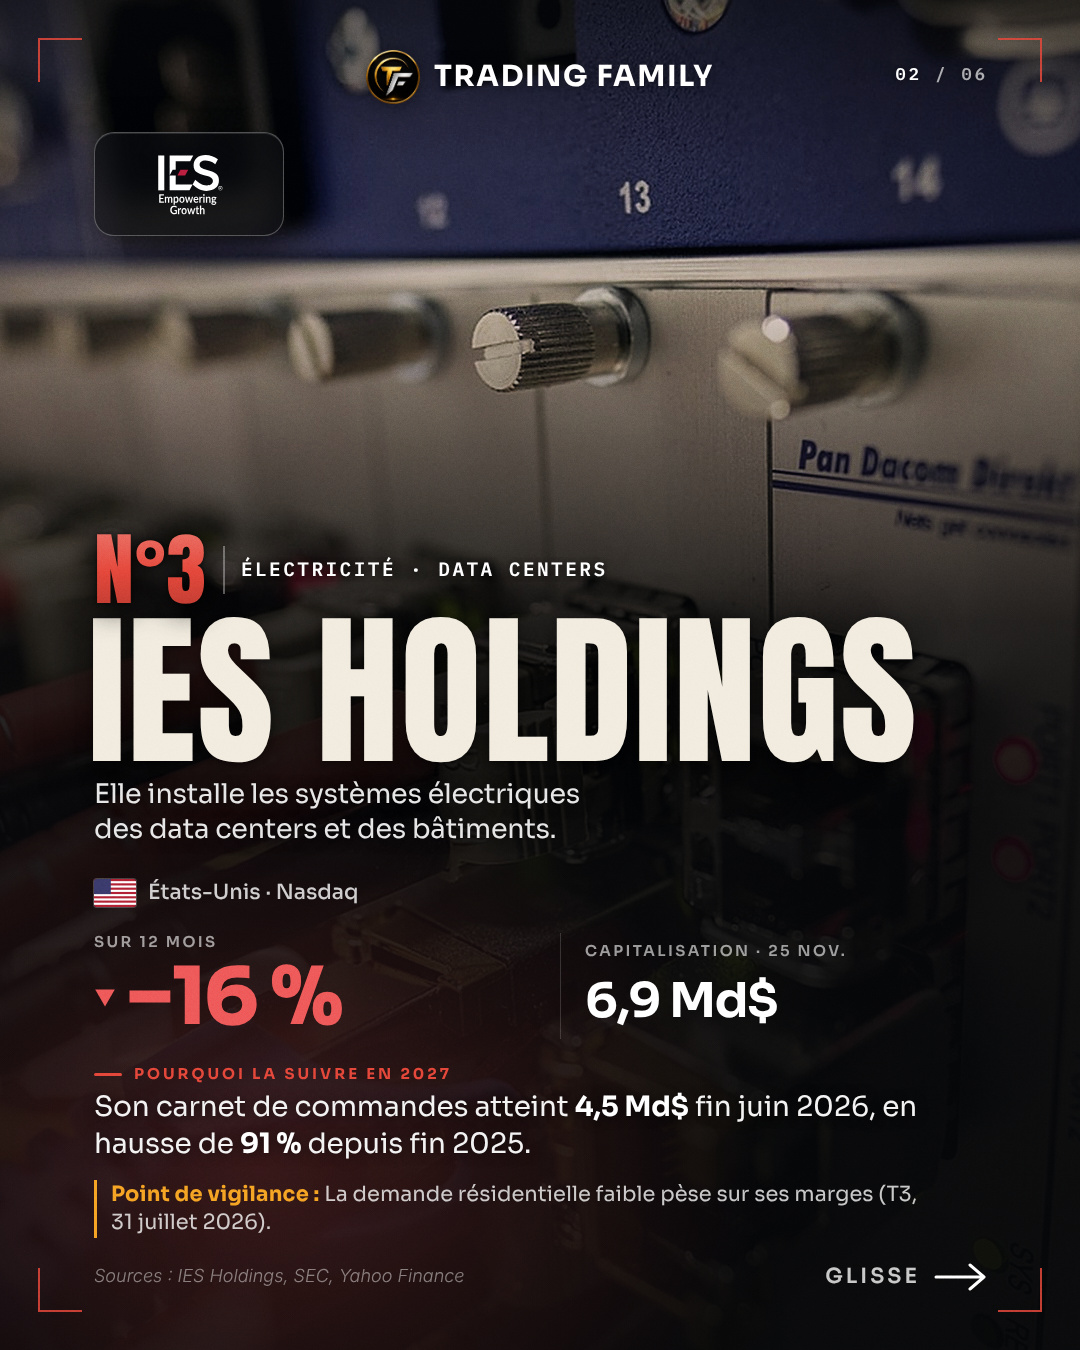 TF TRADING FAMILY
02 / 06
IES
Empowering
Growth
12
13
14
Pan Dacom Direkt
N°3
ÉLECTRICITÉ · DATA CENTERS
IES HOLDINGS
Elle installe les systèmes électriques
des data centers et des bâtiments.
États-Unis · Nasdaq
SUR 12 MOIS
▼ –16 %
CAPITALISATION · 25 NOV.
6,9 Md$
POURQUOI LA SUIVRE EN 2027
Son carnet de commandes atteint 4,5 Md$ fin juin 2026, en
hausse de 91 % depuis fin 2025.
Point de vigilance : La demande résidentielle faible pèse sur ses marges (T3,
31 juillet 2026).
Sources : IES Holdings, SEC, Yahoo Finance
GLISSE